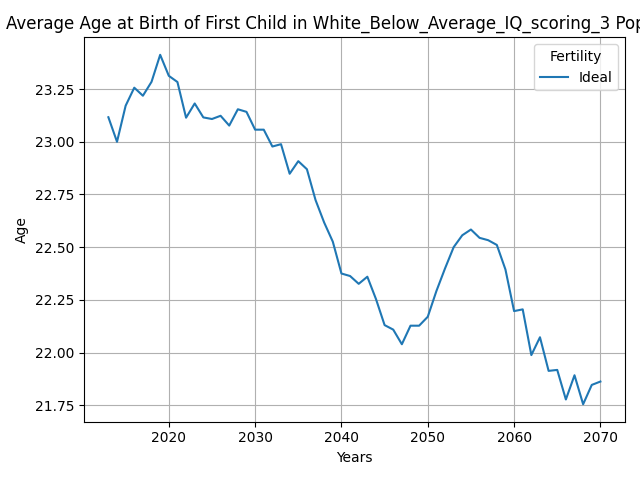 Average Age at Birth of First Child in White_Below_Average_IQ_scoring_3 Pop
Fertility
Ideal
23.25
23.00
22.75
22.50
22.25
22.00
21.75
Age
2020 2030 2040 2050 2060 2070
Years